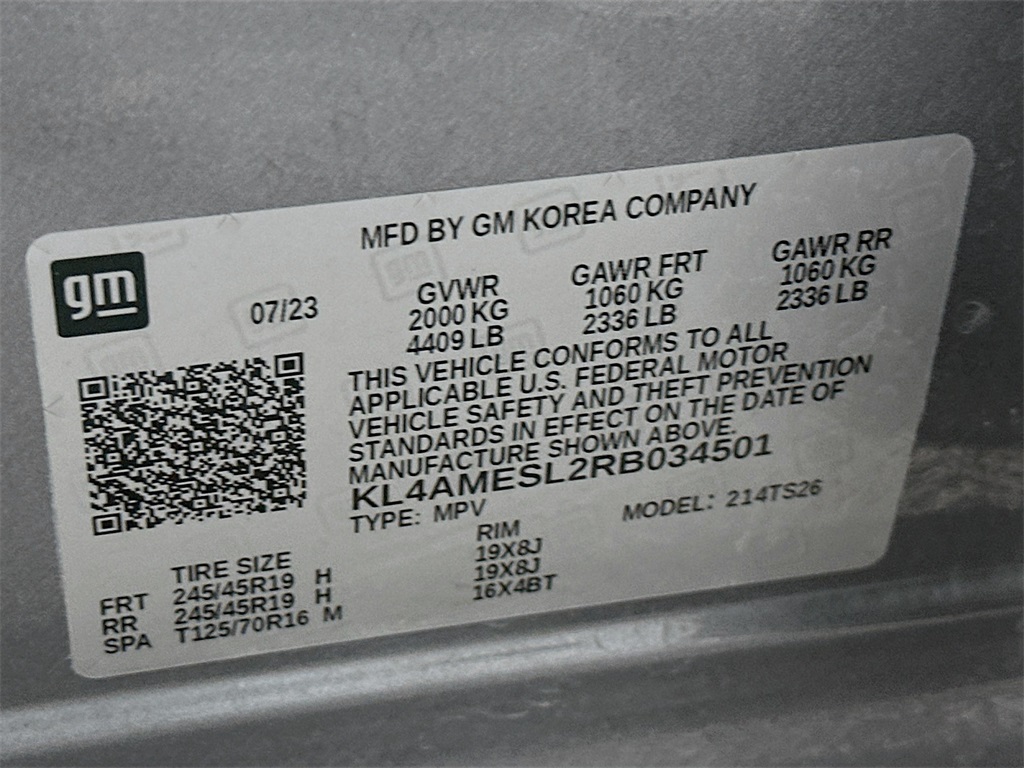 MFD BY GM KOREA COMPANY
gm
07/23
GVWR
2000 KG
4409 LB
GAWR FRT
1060 KG
2336 LB
GAWR RR
1060 KG
2336 LB
THIS VEHICLE CONFORMS TO ALL
APPLICABLE U.S. FEDERAL MOTOR
VEHICLE SAFETY AND THEFT PREVENTION
STANDARDS IN EFFECT ON THE DATE OF
MANUFACTURE SHOWN ABOVE.
KL4AMESL2RB034501
TYPE: MPV MODEL: 214TS26
TIRE SIZE RIM
FRT 245/45R19 H 19X8J
RR 245/45R19 H 19X8J
SPA T125/70R16 M 16X4BT